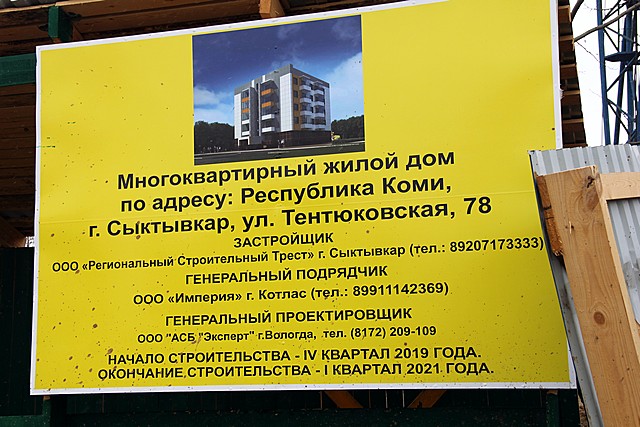 Многоквартирный жилой дом
по адресу: Республика Коми,
г. Сыктывкар, ул. Тентюковская, 78
ЗАСТРОЙЩИК
ООО «Региональный Строительный Трест» г. Сыктывкар (тел.: 89207173333)
ГЕНЕРАЛЬНЫЙ ПОДРЯДЧИК
ООО «Империя» г. Котлас (тел.: 89911142369)
ГЕНЕРАЛЬНЫЙ ПРОЕКТИРОВЩИК
ООО "АСБ "Эксперт" г.Вологда, тел. (8172) 209-109
НАЧАЛО СТРОИТЕЛЬСТВА - IV КВАРТАЛ 2019 ГОДА.
ОКОНЧАНИЕ СТРОИТЕЛЬСТВА - I КВАРТАЛ 2021 ГОДА.